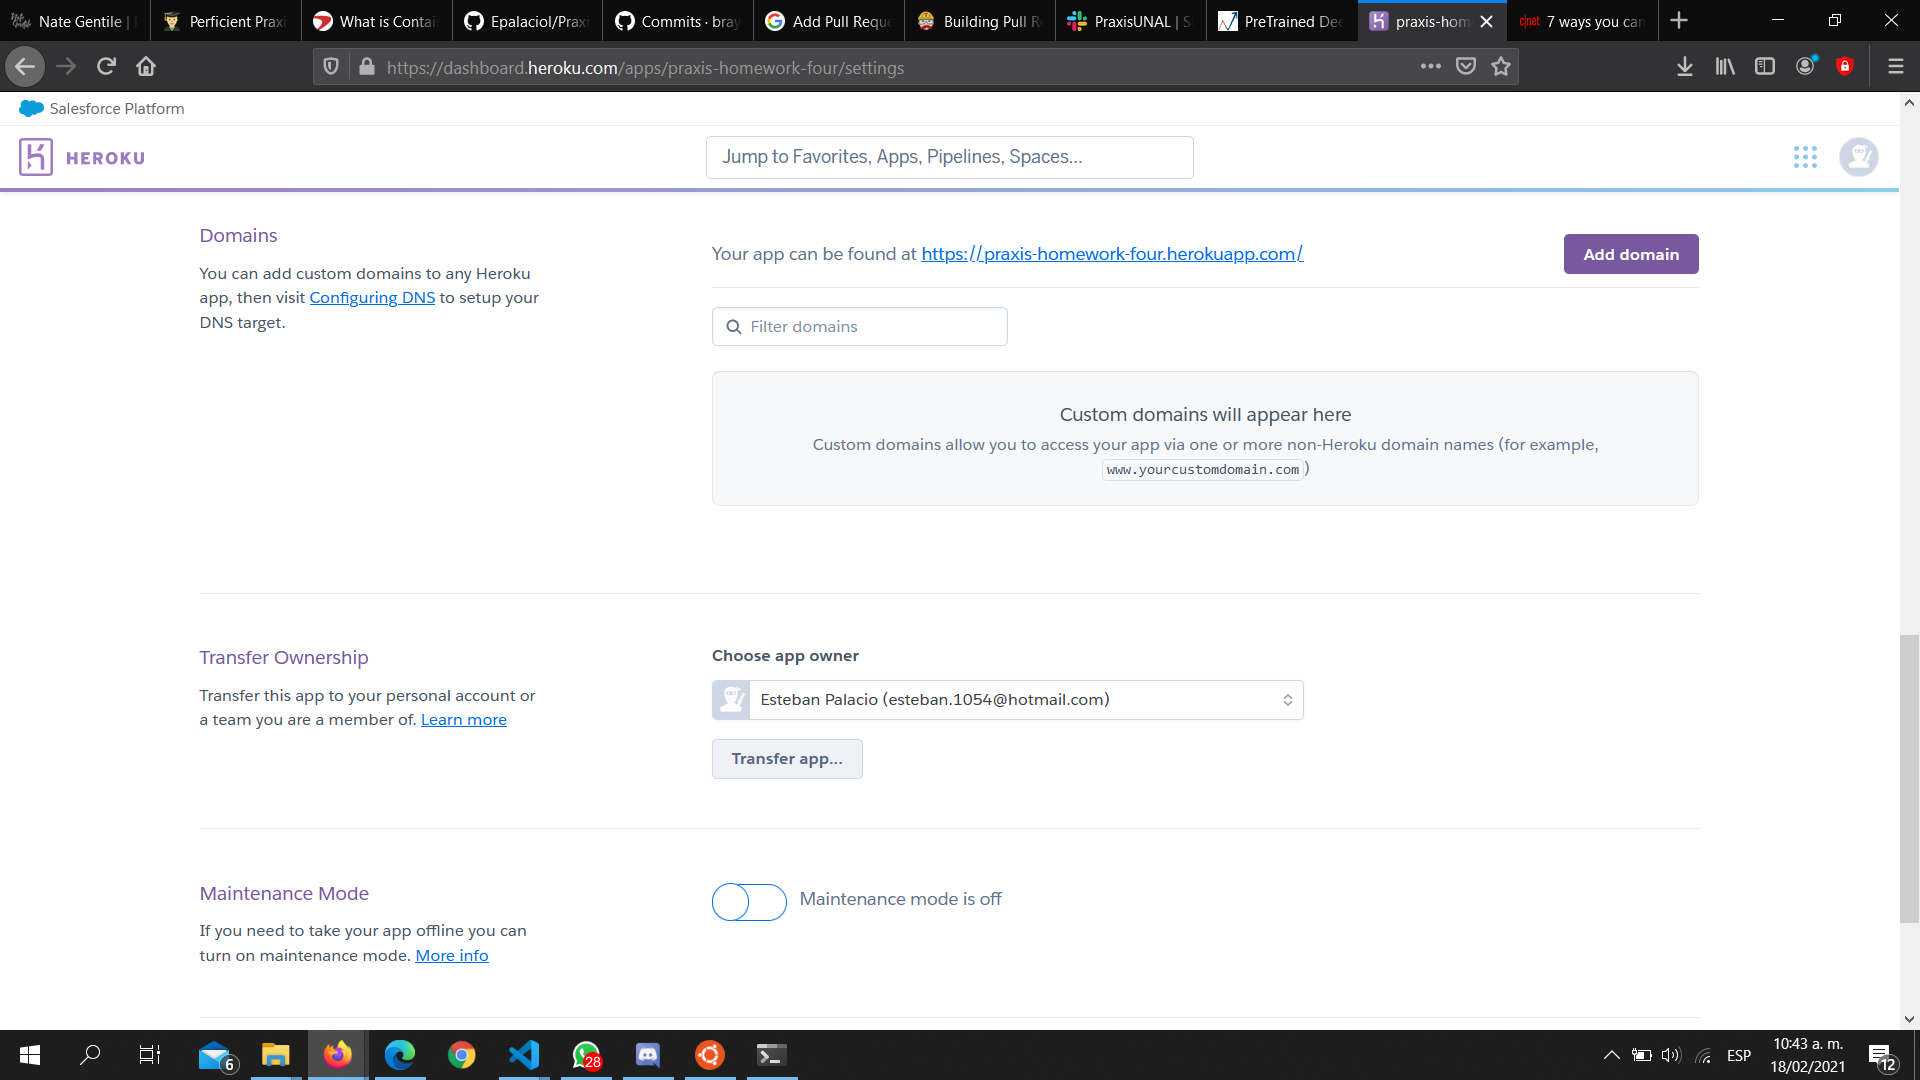 Nate Gentile |
Perficient Praxi
What is Contai
Epalaciol/Praxi
Commits · bray
Add Pull Reque
Building Pull R
PraxisUNAL | S
PreTrained Dee
praxis-hom
cnet 7 ways you can
https://dashboard.heroku.com/apps/praxis-homework-four/settings
Salesforce Platform
HEROKU
Jump to Favorites, Apps, Pipelines, Spaces...
Domains
You can add custom domains to any Heroku
app, then visit Configuring DNS to setup your
DNS target.
Your app can be found at https://praxis-homework-four.herokuapp.com/
Add domain
Filter domains
Custom domains will appear here
Custom domains allow you to access your app via one or more non-Heroku domain names (for example,
www.yourcustomdomain.com)
Transfer Ownership
Transfer this app to your personal account or
a team you are a member of. Learn more
Choose app owner
Esteban Palacio (esteban.1054@hotmail.com)
Transfer app...
Maintenance Mode
If you need to take your app offline you can
turn on maintenance mode. More info
Maintenance mode is off
6
28
ESP
10:43 a. m.
18/02/2021
12